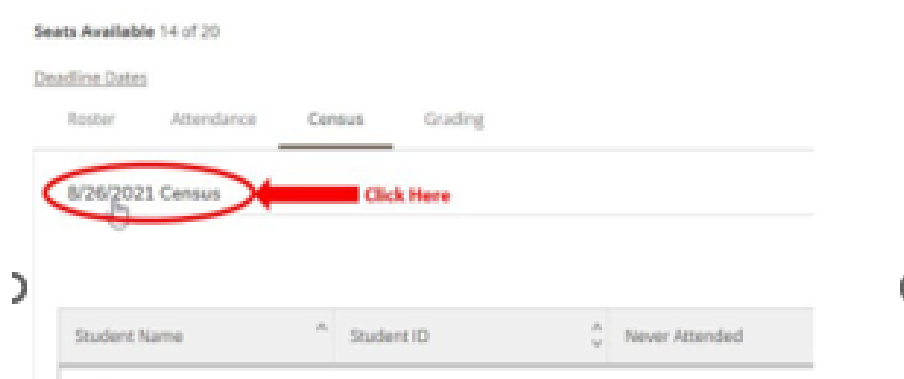 Seats Available 14 of 20
Deadline Dates
Roster Attendance Census Grading
8/26/2021 Census Click Here
Student Name Student ID Never Attended